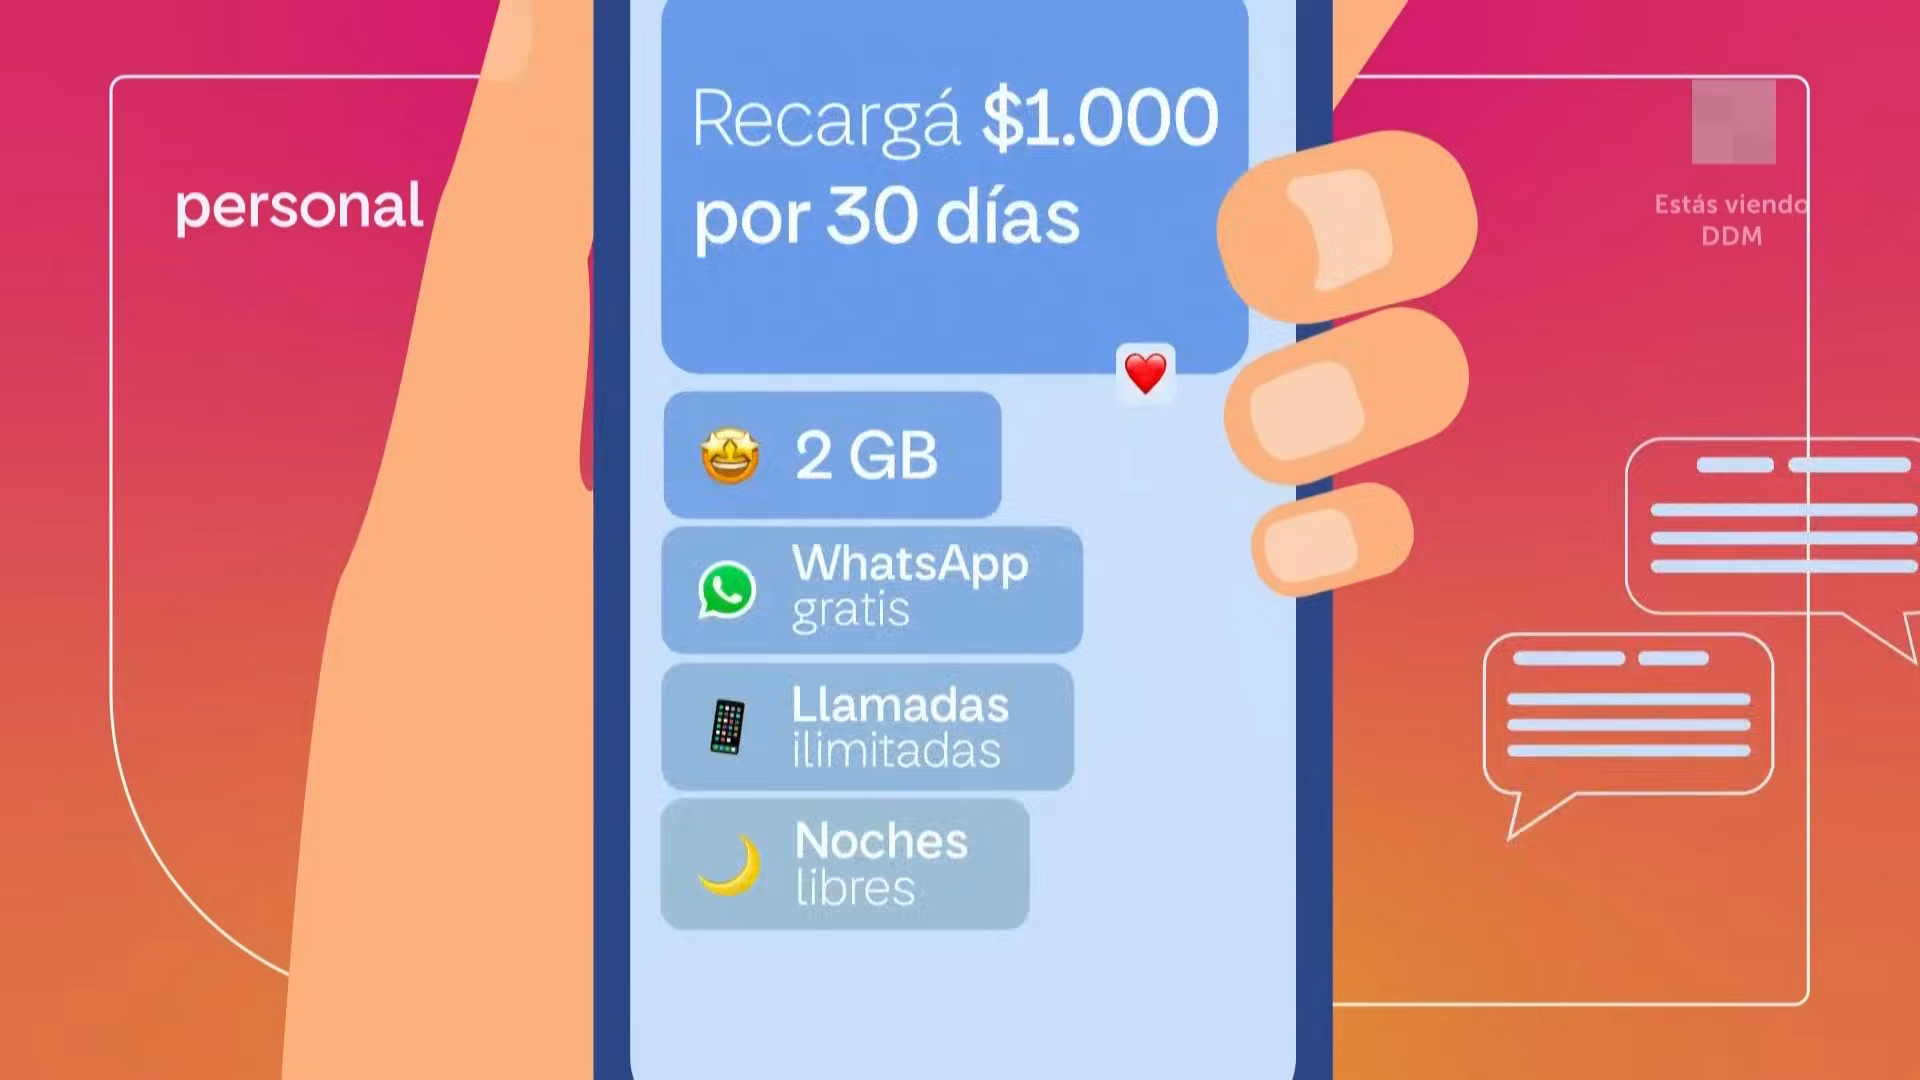 personal
Recargá $1.000
por 30 días
2 GB
WhatsApp
gratis
Llamadas
ilimitadas
Noches
libres
Estás viendo
DDM